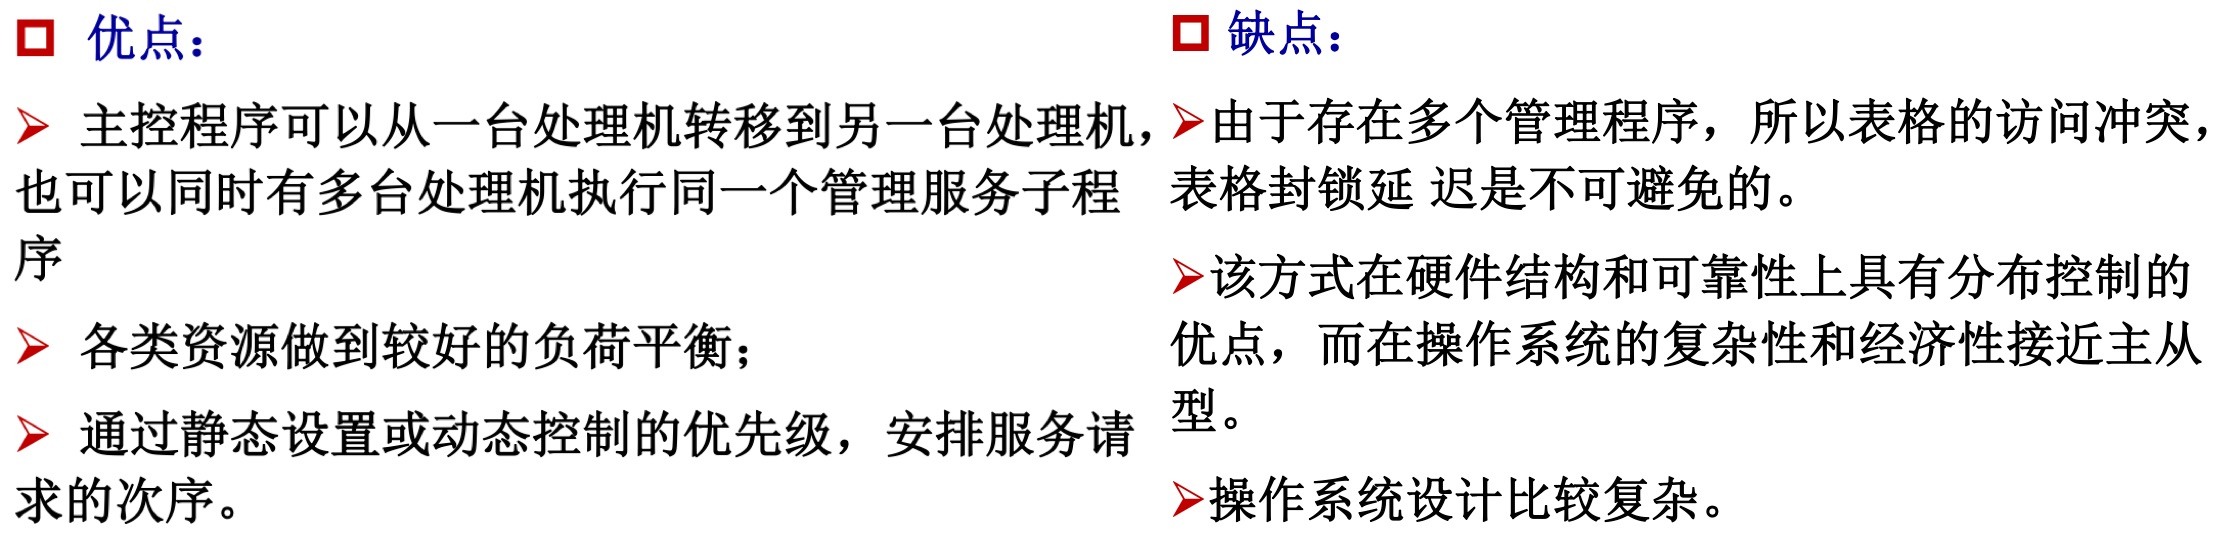 优点：
主控程序可以从一台处理机转移到另一台处理机，
也可以同时有多台处理机执行同一个管理服务子程
序
各类资源做到较好的负荷平衡；
通过静态设置或动态控制的优先级，安排服务请
求的次序。
缺点：
由于存在多个管理程序，所以表格的访问冲突，
表格封锁延 迟是不可避免的。
该方式在硬件结构和可靠性上具有分布控制的
优点，而在操作系统的复杂性和经济性接近主从
型。
操作系统设计比较复杂。